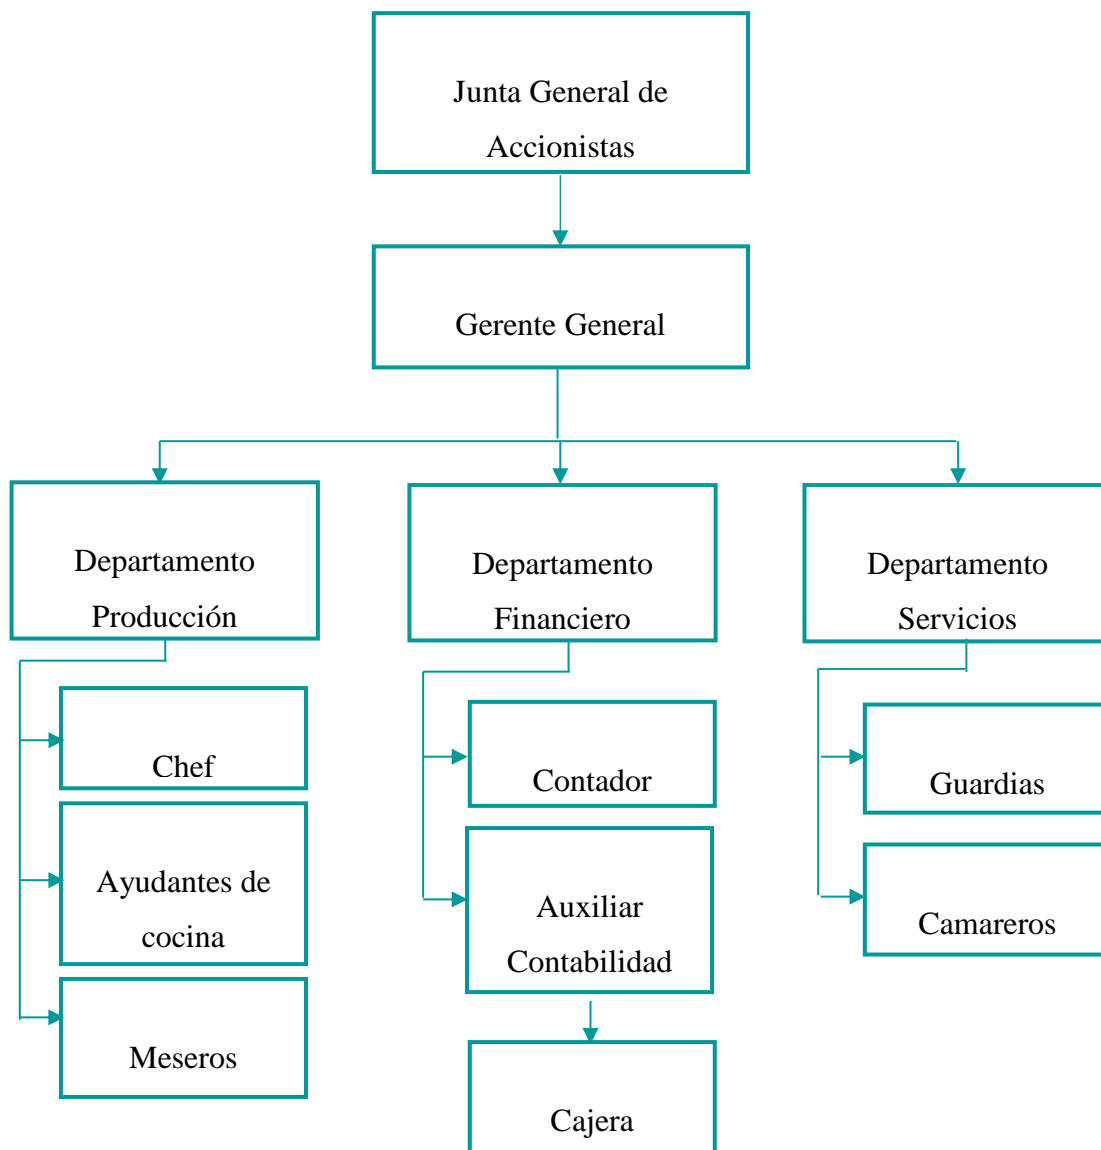 Junta General de
Accionistas
Gerente General
Departamento
Producción
Departamento
Financiero
Departamento
Servicios
Chef
Ayudantes de
cocina
Meseros
Contador
Auxiliar
Contabilidad
Cajera
Guardias
Camareros